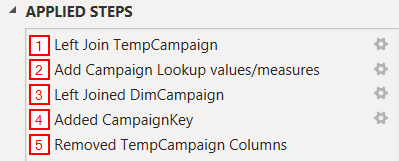 APPLIED STEPS
1 Left Join TempCampaign
2 Add Campaign Lookup values/measures
3 Left Joined DimCampaign
4 Added CampaignKey
5 Removed TempCampaign Columns